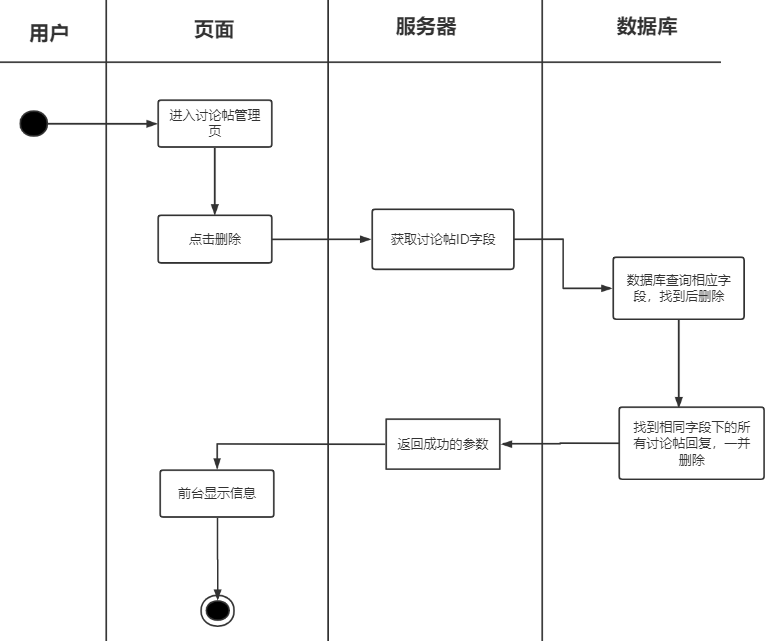 用户
页面
服务器
数据库
进入讨论帖管理
页
点击删除
获取讨论帖ID字段
数据库查询相应字
段，找到后删除
找到相同字段下的所
有讨论帖回复，一并
删除
返回成功的参数
前台显示信息